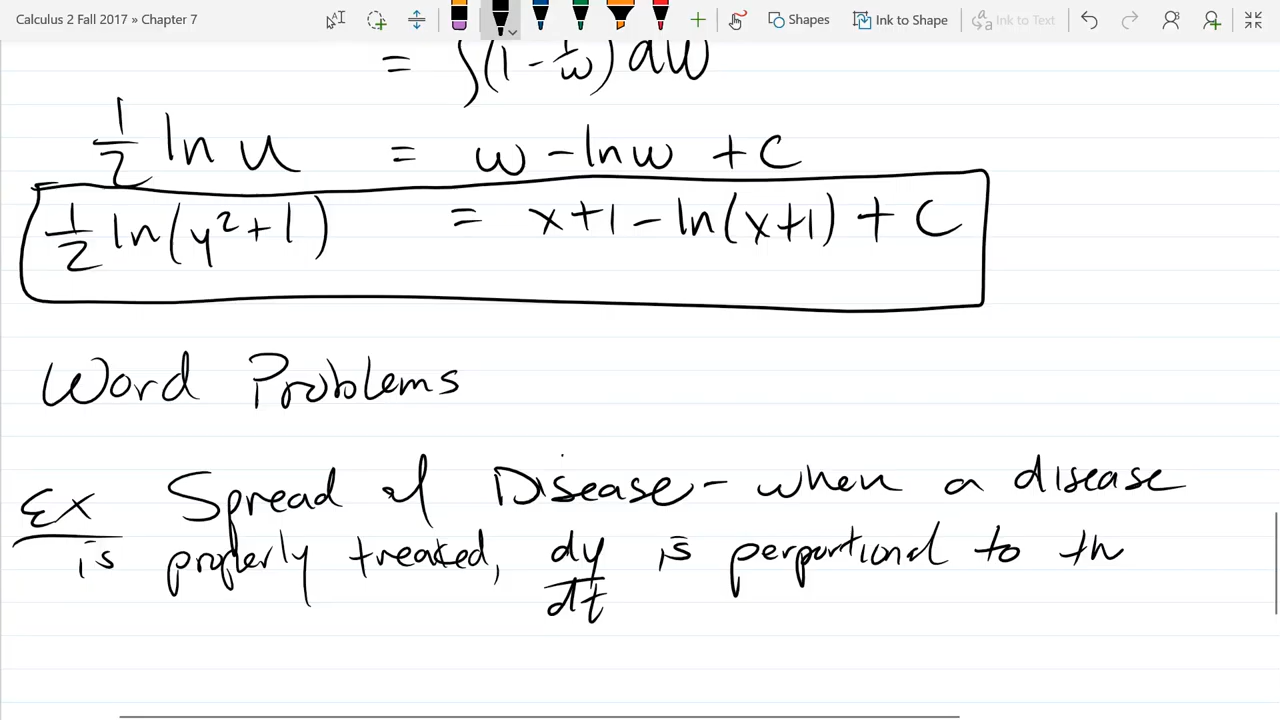 Calculus 2 Fall 2017 » Chapter 7
Shapes
Ink to Shape
Ink to Text
= ∫(1 - 1/w) dw
1/2 ln u = w - ln w + C
1/2 ln(y² + 1) = x+1 - ln(x+1) + C
Word Problems
Ex Spread of Disease - when a disease
is properly treated, dy/dt is perportional to th